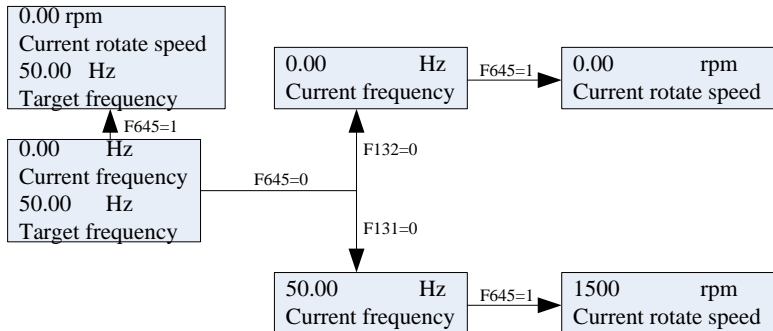 0.00 rpm
Current rotate speed
50.00 Hz
Target frequency
F645=1
0.00 Hz
Current frequency
50.00 Hz
Target frequency
F645=0
0.00 Hz
Current frequency
F645=1
0.00 rpm
Current rotate speed
F132=0
F131=0
50.00 Hz
Current frequency
F645=1
1500 rpm
Current rotate speed